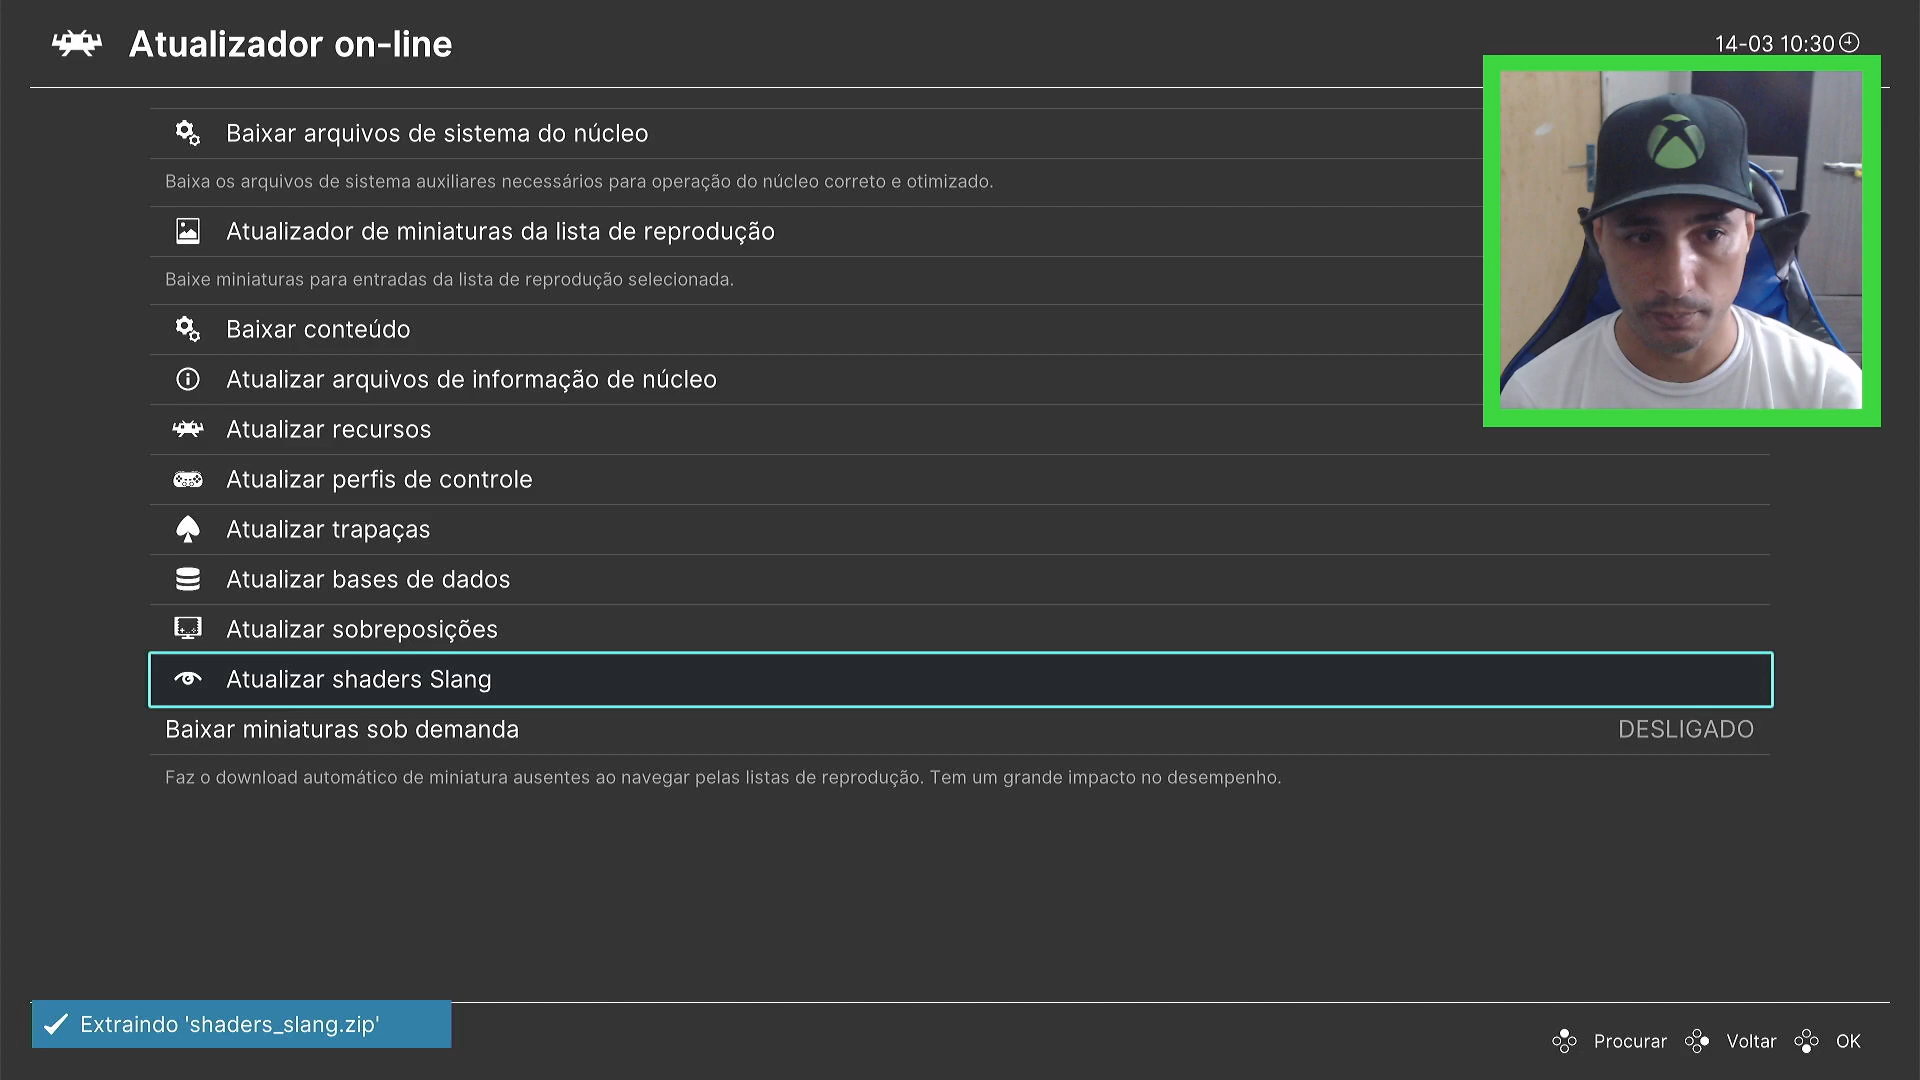 Atualizador on-line
14-03 10:30
Baixar arquivos de sistema do núcleo
Baixa os arquivos de sistema auxiliares necessários para operação do núcleo correto e otimizado.
Atualizador de miniaturas da lista de reprodução
Baixe miniaturas para entradas da lista de reprodução selecionada.
Baixar conteúdo
Atualizar arquivos de informação de núcleo
Atualizar recursos
Atualizar perfis de controle
Atualizar trapaças
Atualizar bases de dados
Atualizar sobreposições
Atualizar shaders Slang
Baixar miniaturas sob demanda DESLIGADO
Faz o download automático de miniatura ausentes ao navegar pelas listas de reprodução. Tem um grande impacto no desempenho.
Extraindo 'shaders_slang.zip'
Procurar Voltar OK